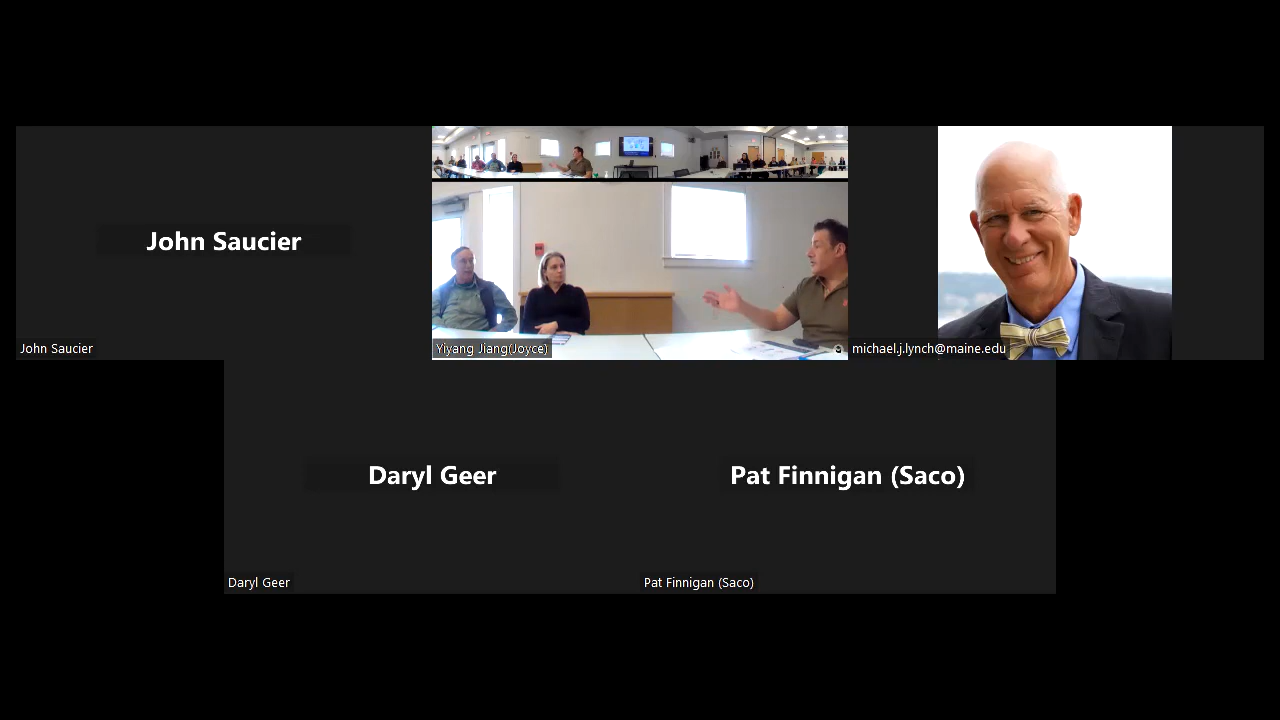 John Saucier
John Saucier
Yiyang Jiang(Joyce)
michael.j.lynch@maine.edu
Daryl Geer
Pat Finnigan (Saco)
Daryl Geer
Pat Finnigan (Saco)